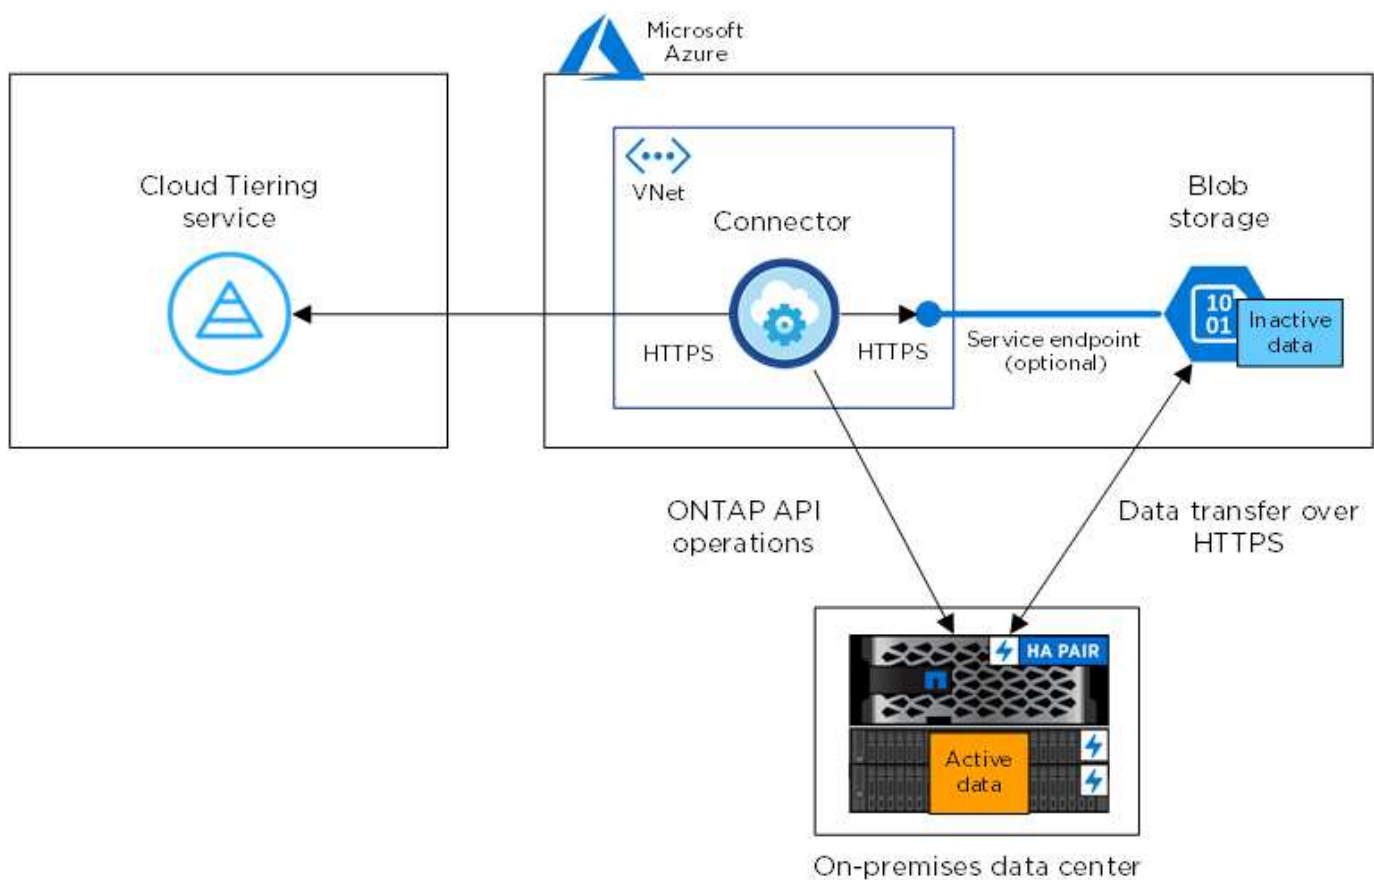 Microsoft
Azure
Cloud Tiering
service
VNet
Connector
Blob
storage
10
01
Inactive
data
HTTPS
HTTPS
Service endpoint
(optional)
ONTAP API
operations
Data transfer over
HTTPS
HA PAIR
Active
data
On-premises data center